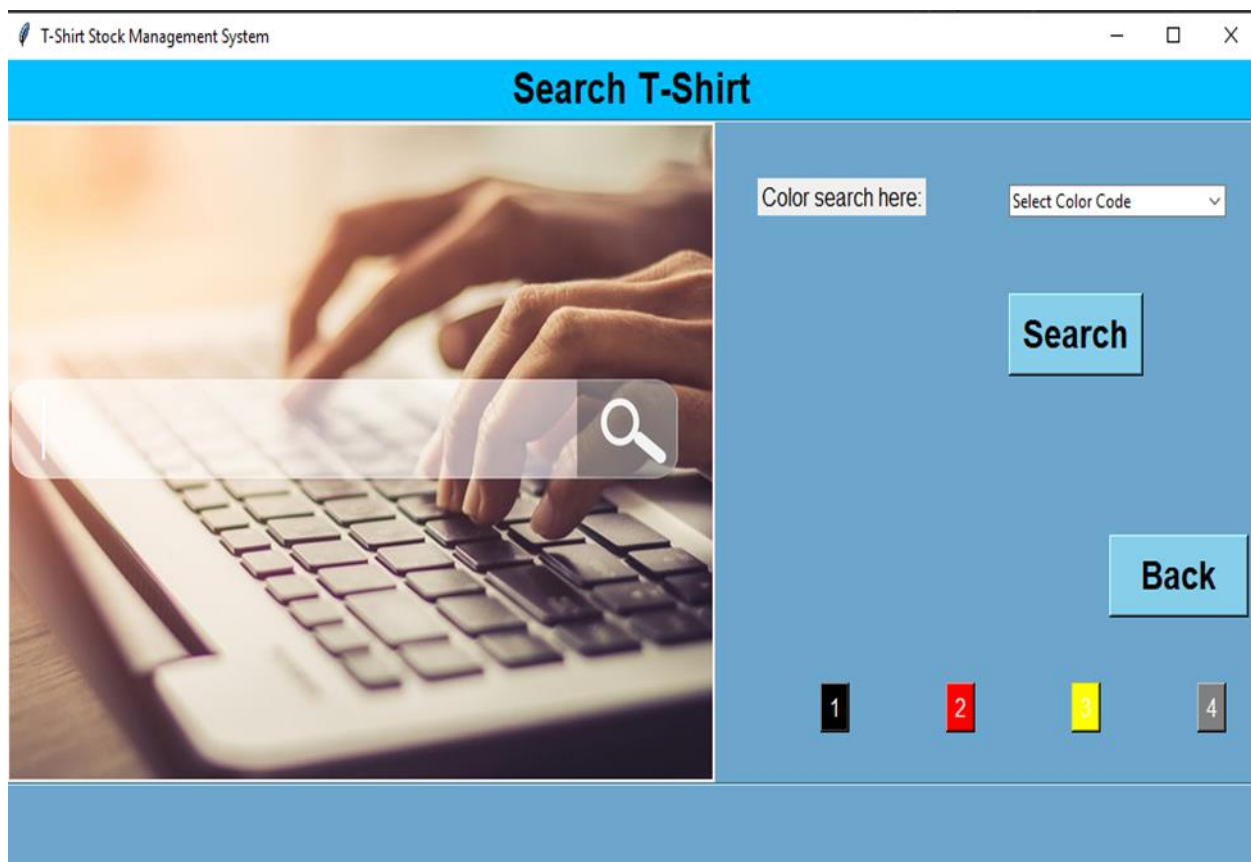 T-Shirt Stock Management System
Search T-Shirt
Color search here:
Select Color Code
Search
Back
1
2
3
4